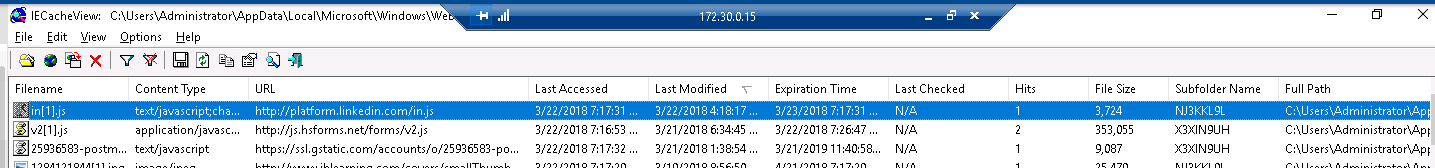 IECacheView: C:\Users\Administrator\AppData\Local\Microsoft\Windows\Web
172.30.0.15
File Edit View Options Help
Filename Content Type URL Last Accessed Last Modified Expiration Time Last Checked Hits File Size Subfolder Name Full Path
in[1].js text/javascript;cha... http://platform.linkedin.com/in.js 3/22/2018 7:17:31 ... 3/22/2018 4:18:17 ... 3/23/2018 7:17:31 ... N/A 1 3,724 NJ3KKL9L C:\Users\Administrator\App
v2[1].js application/javasc... http://js.hsforms.net/forms/v2.js 3/22/2018 7:16:53 ... 3/21/2018 6:34:45 ... 3/22/2018 7:26:47 ... N/A 2 353,055 X3XIN9UH C:\Users\Administrator\App
25936583-postm... text/javascript https://ssl.gstatic.com/accounts/o/25936583-po... 3/22/2018 7:17:32 ... 3/21/2018 1:38:54 ... 3/21/2019 11:40:58... N/A 1 9,087 X3XIN9UH C:\Users\Administrator\App